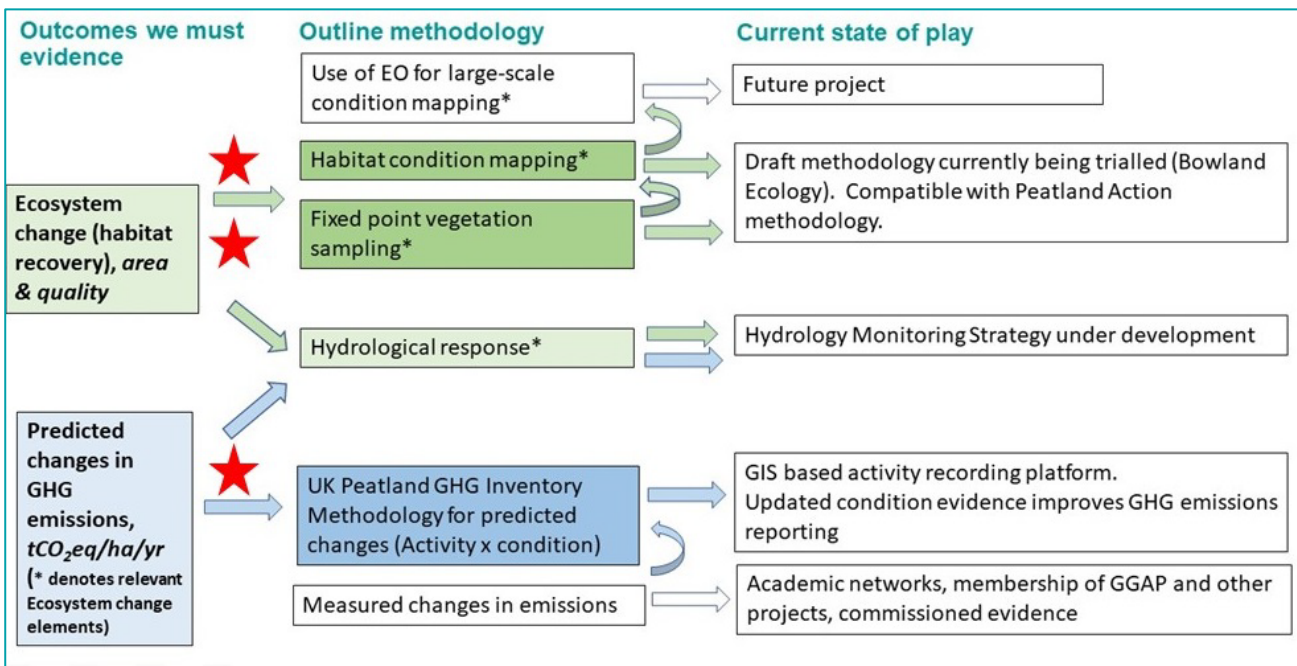 Outcomes we must
evidence
Outline methodology
Current state of play
Use of EO for large-scale
condition mapping*
Future project
Habitat condition mapping*
Draft methodology currently being trialled (Bowland
Ecology).  Compatible with Peatland Action
methodology.
Ecosystem
change (habitat
recovery), area
& quality
Fixed point vegetation
sampling*
Hydrological response*
Hydrology Monitoring Strategy under development
Predicted
changes in
GHG
emissions,
tCO₂eq/ha/yr
(* denotes relevant
Ecosystem change
elements)
UK Peatland GHG Inventory
Methodology for predicted
changes (Activity x condition)
GIS based activity recording platform.
Updated condition evidence improves GHG emissions
reporting
Measured changes in emissions
Academic networks, membership of GGAP and other
projects, commissioned evidence